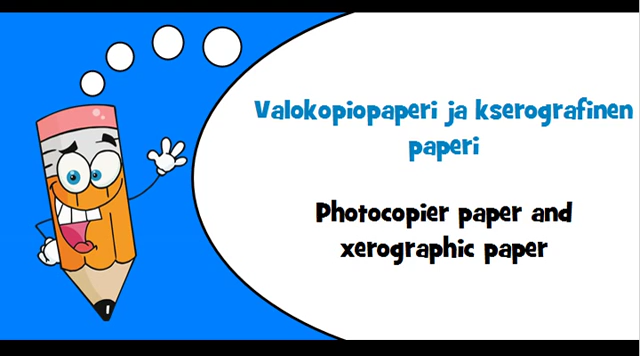 Valokopiopaperi ja kserografinen
paperi
Photocopier paper and
xerographic paper